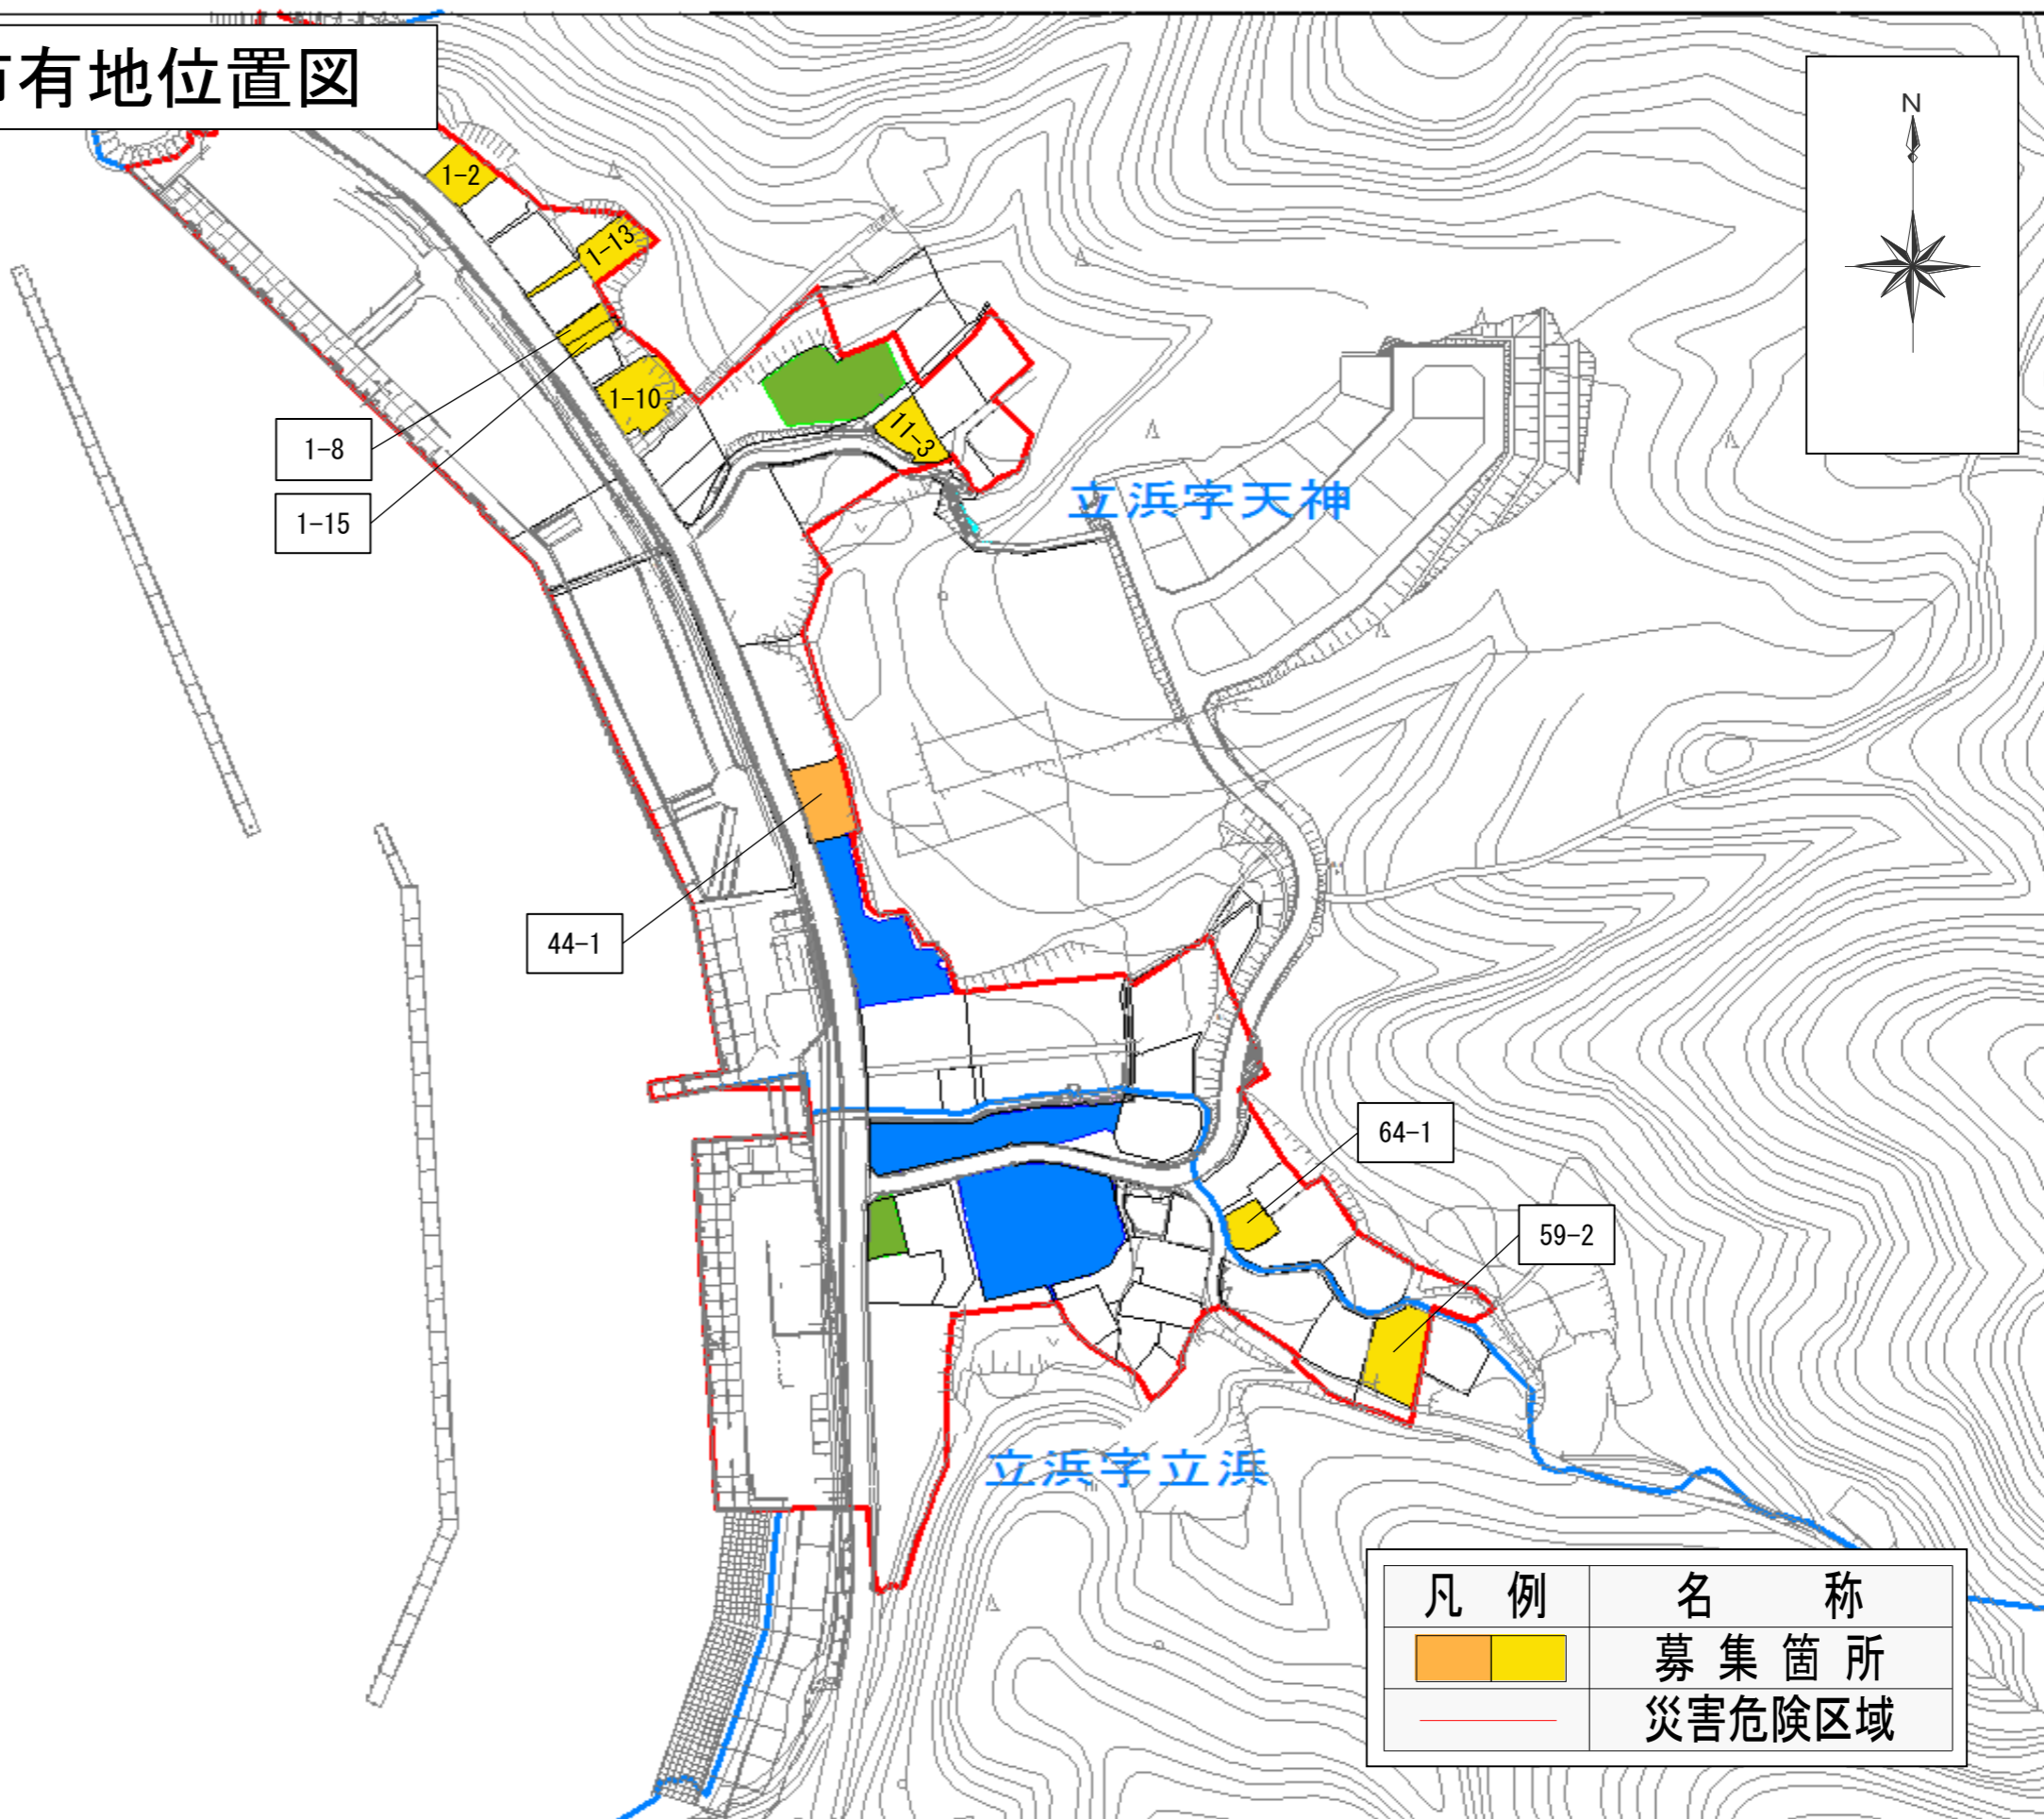 市有地位置図
N
1-2
1-13
1-10
1-8
1-15
11-3
立浜字天神
44-1
64-1
59-2
立浜字立浜
凡 例 名 称
募集箇所
災害危険区域